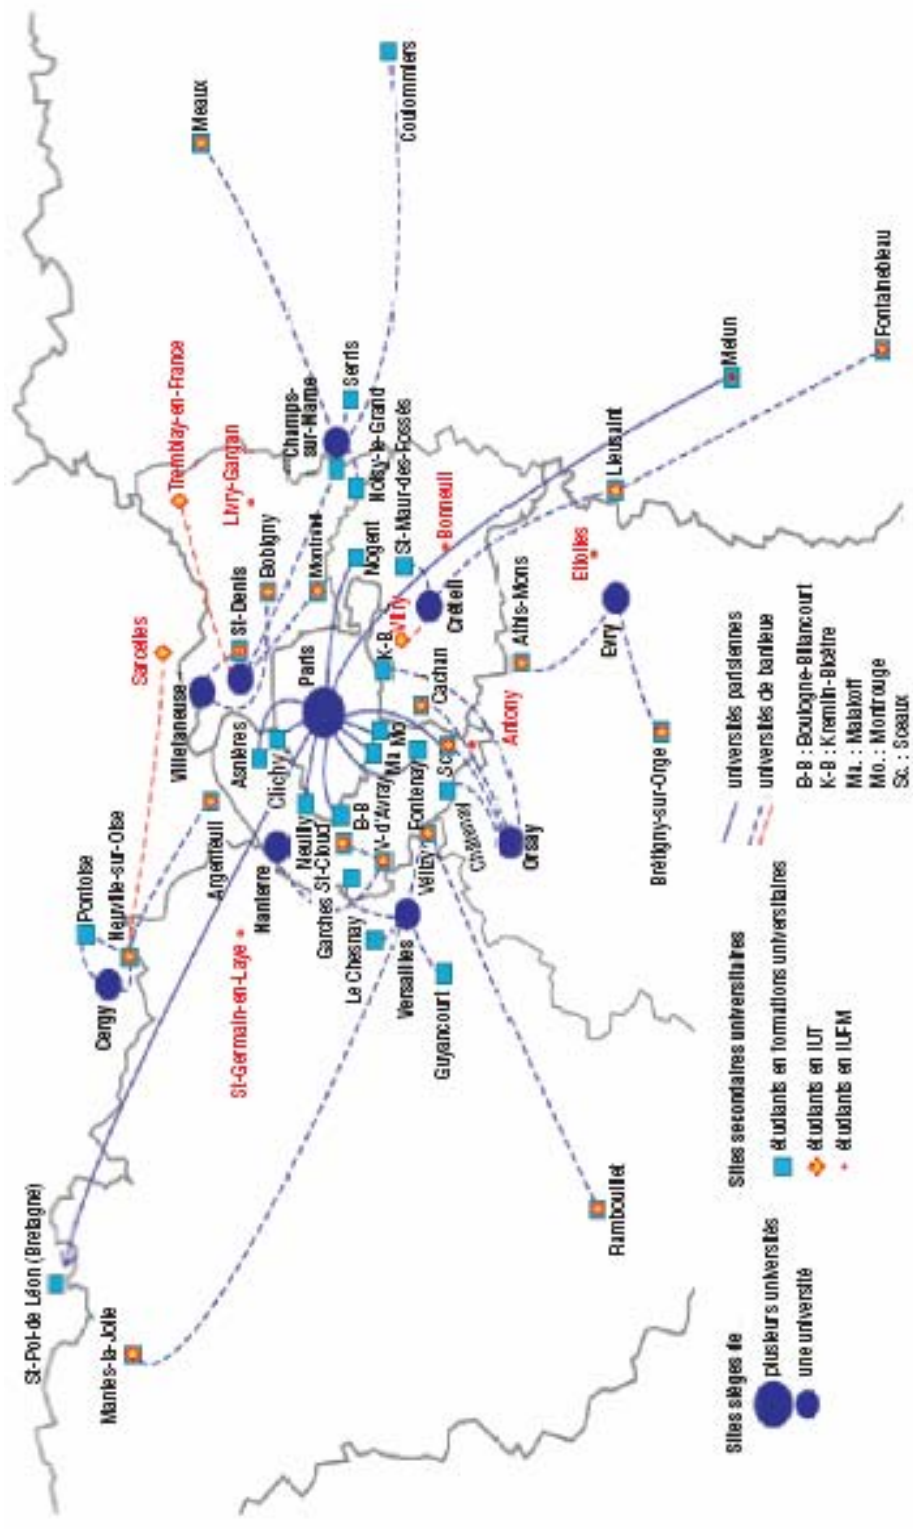 St-Pol-de Léon (Bretagne)
Mantes-la-Jolie
Cergy
Pontoise
Neuville-sur-Oise
Sarcelles
Tremblay-en-France
Livry-Gargan
Meaux
Coulommiers
Argenteuil
Villetaneuse
St-Denis
Bobigny
Montreuil
Champs-
sur-Marne
Serris
Noisy-le-Grand
St-Maur-des-Fossés
Nogent
St-Germain-en-Laye
Nanterre
Asnières
Clichy
Neuilly
Paris
St-Cloud
Garches
B-B
V-d'Avray
Ma
Mo
K-B
Vitry
Créteil
Bonneuil
Le Chesnay
Versailles
Guyancourt
Vélizy
Fontenay
Châtenay
Sc
Cachan
Antony
Orsay
Athis-Mons
Evry
Etiolles
Lieusaint
Melun
Fontainebleau
Brétigny-sur-Orge
Rambouillet
Sites sièges de
plusieurs universités
une université
Sites secondaires universitaires
étudiants en formations universitaires
étudiants en IUT
étudiants en IUFM
universités parisiennes
universités de banlieue
B-B : Boulogne-Billancourt
K-B : Kremlin-Bicêtre
Ma. : Malakoff
Mo. : Montrouge
Sc. : Sceaux